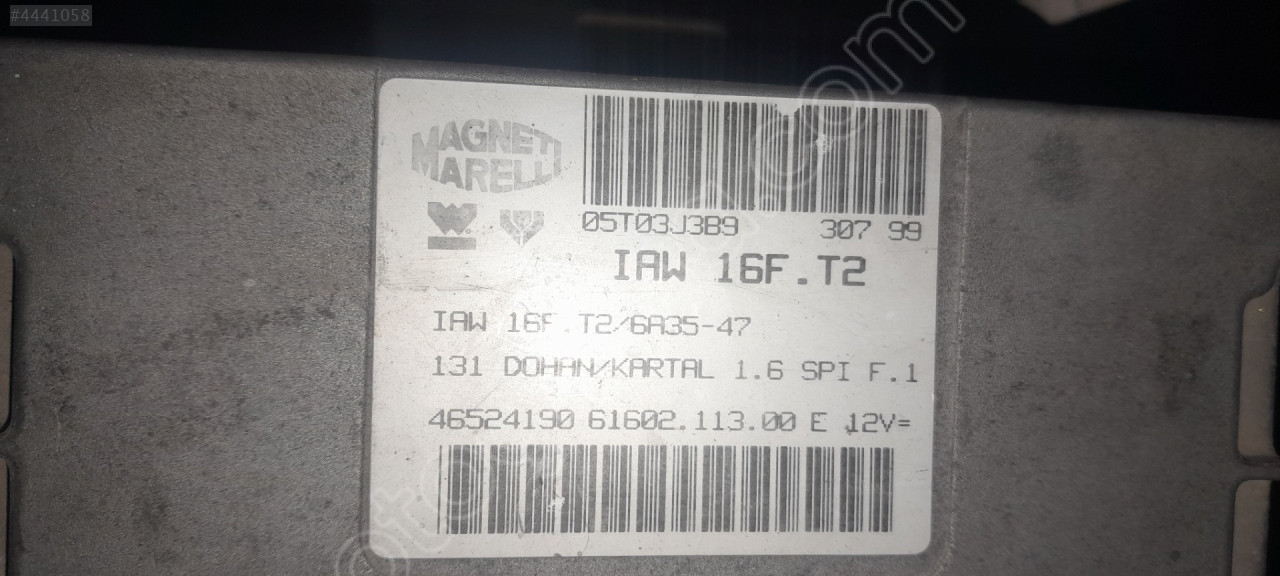 #4441058
MAGNETI
MARELLI
05T03J3B9 307 99
IAW 16F.T2
IAW 16F.T2/6A35-47
131 DOHAN/KARTAL 1.6 SPI F.1
46524190 61602.113.00 E 12V=